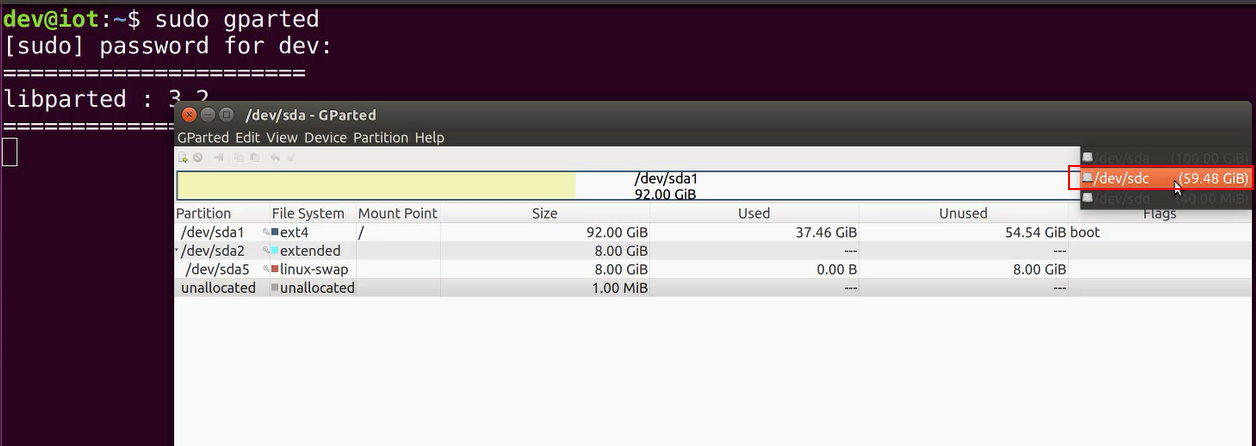 dev@iot:~$ sudo gparted
[sudo] password for dev:
======================
libparted : 3.2
======================
/dev/sda - GParted
GParted Edit View Device Partition Help
/dev/sda (100.00 GiB)
/dev/sdc (59.48 GiB)
/dev/sdd (40.00 MiB)
/dev/sda1
92.00 GiB
Partition File System Mount Point Size Used Unused Flags
/dev/sda1 ext4 / 92.00 GiB 37.46 GiB 54.54 GiB boot
/dev/sda2 extended 8.00 GiB --- ---
/dev/sda5 linux-swap 8.00 GiB 0.00 B 8.00 GiB
unallocated unallocated 1.00 MiB --- ---